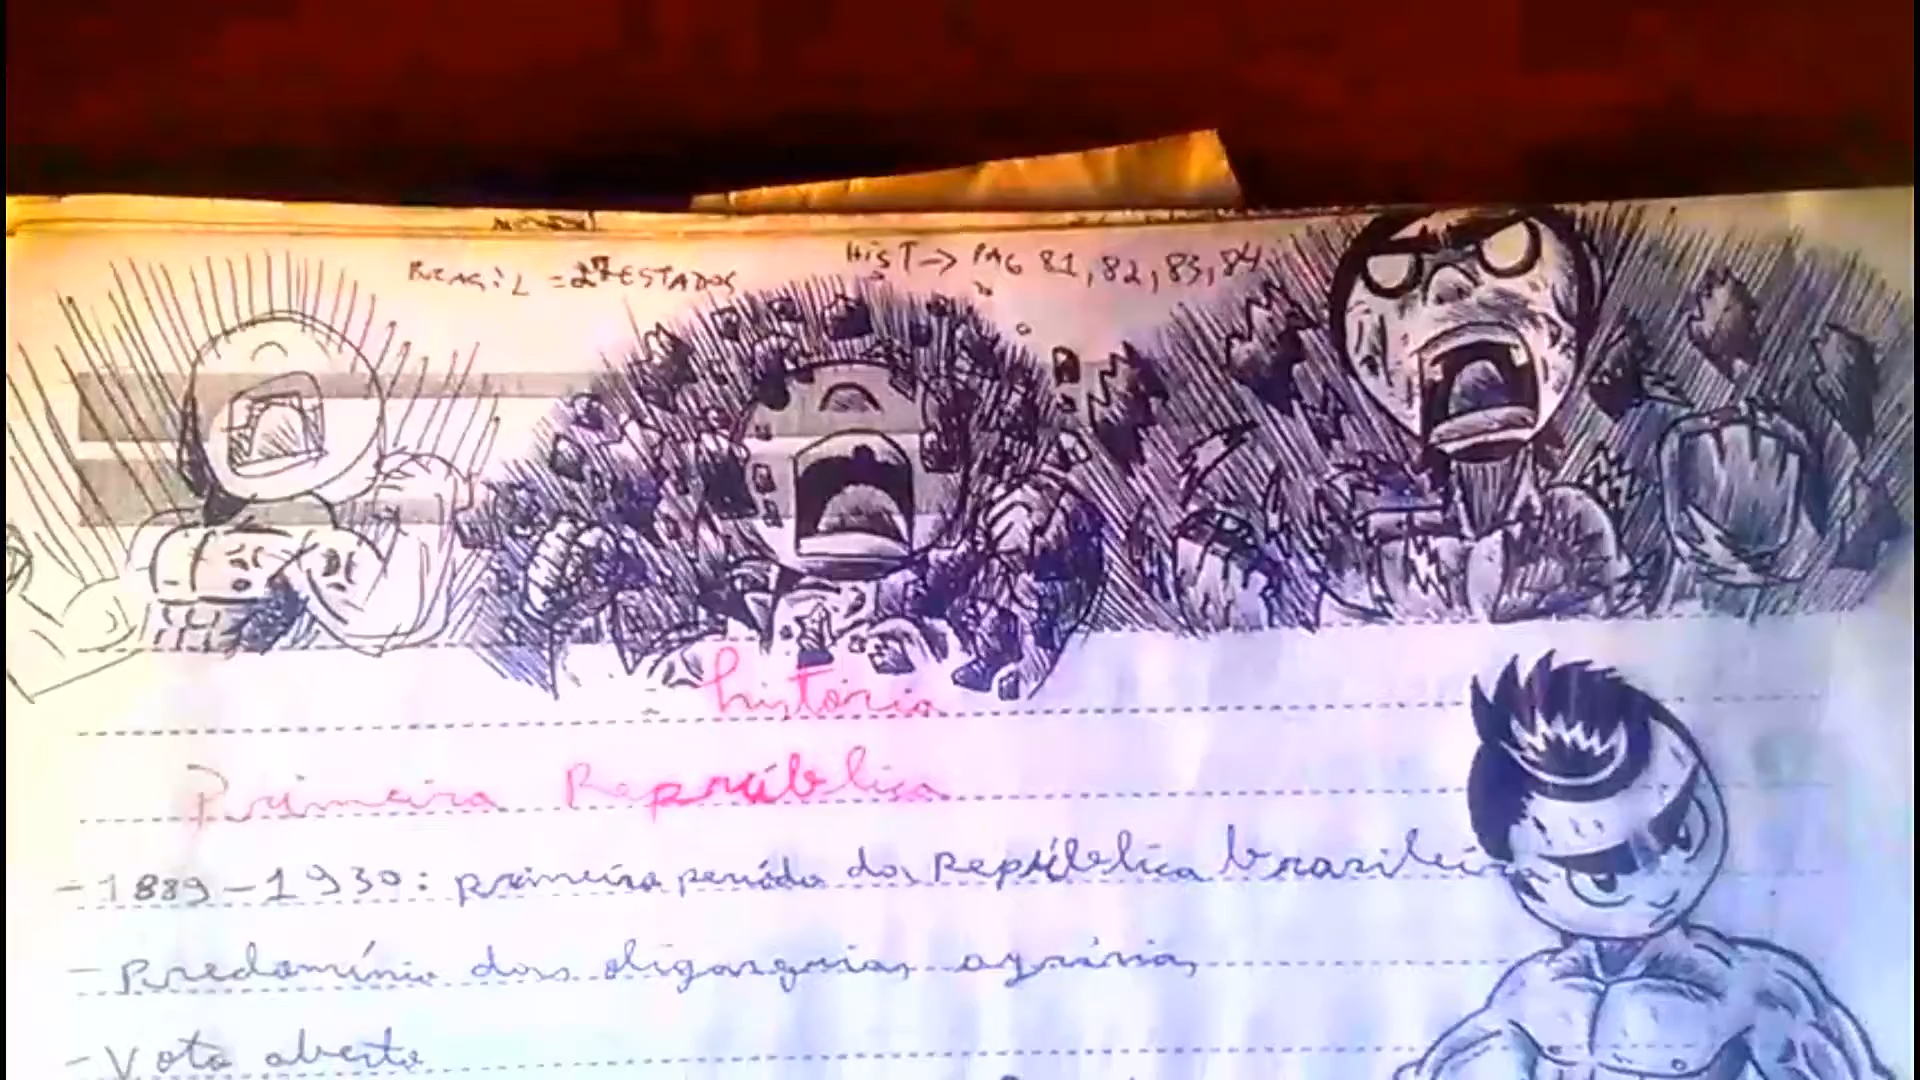 BRASIL = 27 ESTADOS
HIST -> PAG 81, 82, 83, 84
história
Primeira República
- 1889 - 1930: primeiro período da República brasileira
- Predomínio das oligarquias agrárias
- Voto aberto